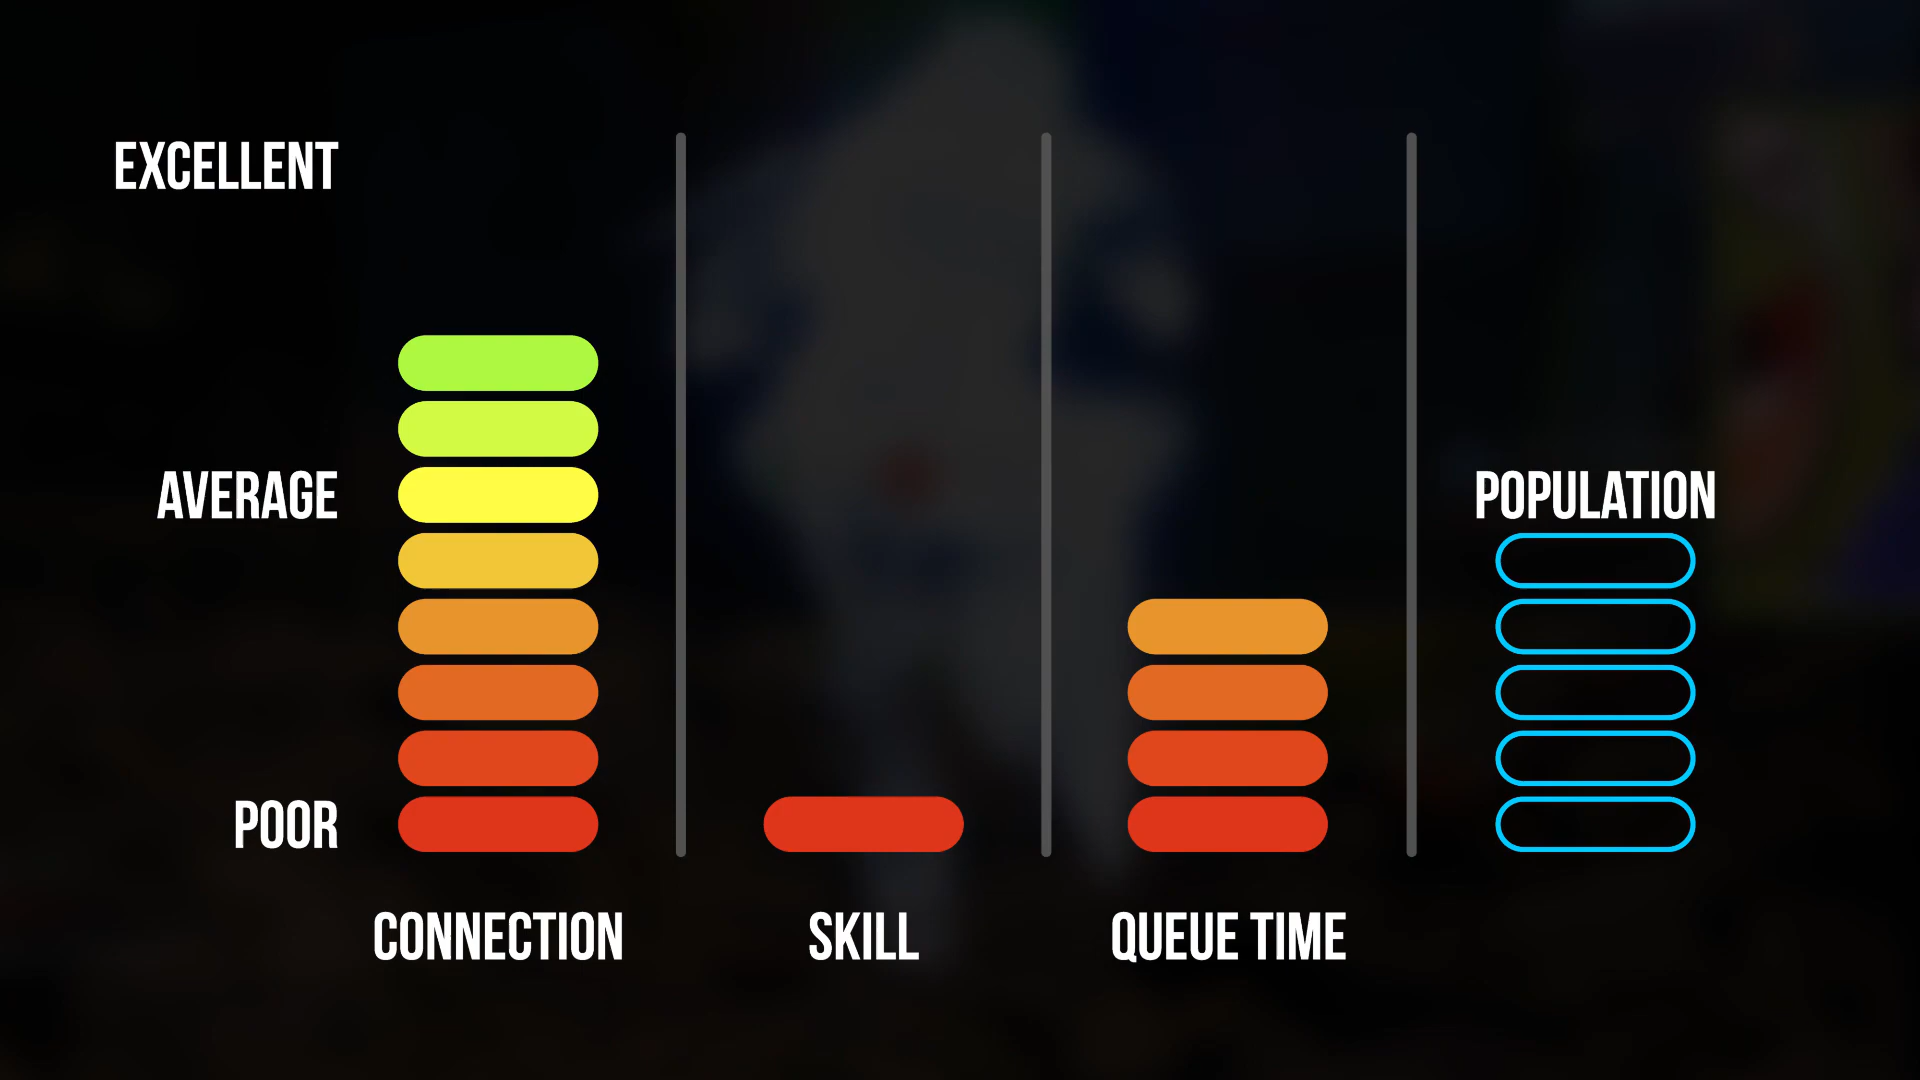 EXCELLENT
AVERAGE
POOR
POPULATION
CONNECTION
SKILL
QUEUE TIME